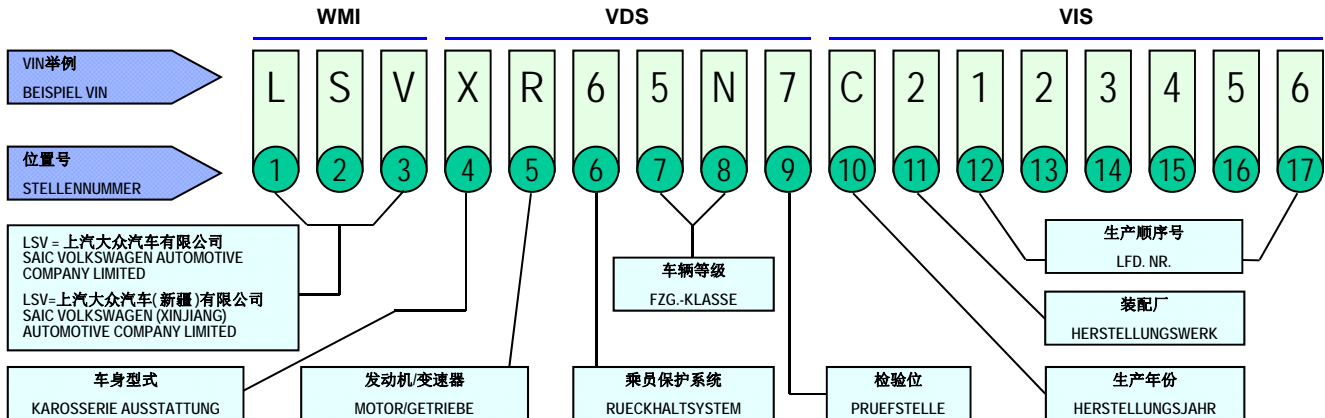 WMI VDS VIS
VIN举例
BEISPIEL VIN
L S V X R 6 5 N 7 C 2 1 2 3 4 5 6
位置号
STELLENNUMMER
1 2 3 4 5 6 7 8 9 10 11 12 13 14 15 16 17
LSV = 上汽大众汽车有限公司
SAIC VOLKSWAGEN AUTOMOTIVE
COMPANY LIMITED
LSV=上汽大众汽车(新疆)有限公司
SAIC VOLKSWAGEN (XINJIANG)
AUTOMOTIVE COMPANY LIMITED
车辆等级
FZG.-KLASSE
生产顺序号
LFD. NR.
装配厂
HERSTELLUNGSWERK
车身型式
KAROSSERIE AUSSTATTUNG
发动机/变速器
MOTOR/GETRIEBE
乘员保护系统
RUECKHALTSYSTEM
检验位
PRUEFSTELLE
生产年份
HERSTELLUNGSJAHR